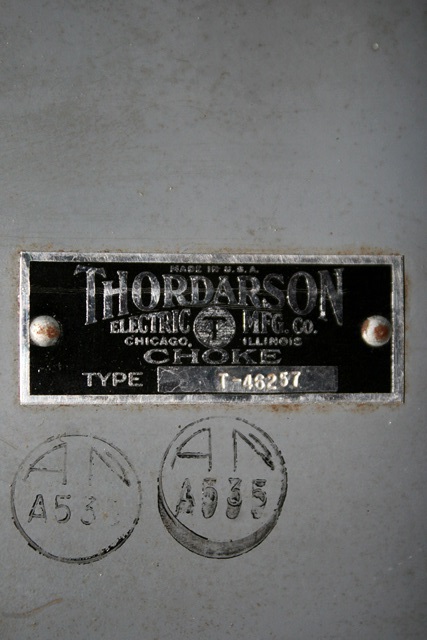 MADE IN U.S.A.
THORDARSON
ELECTRIC T MFG. CO.
CHICAGO, ILLINOIS
CHOKE
TYPE T-46257
AN AN
A53 A535